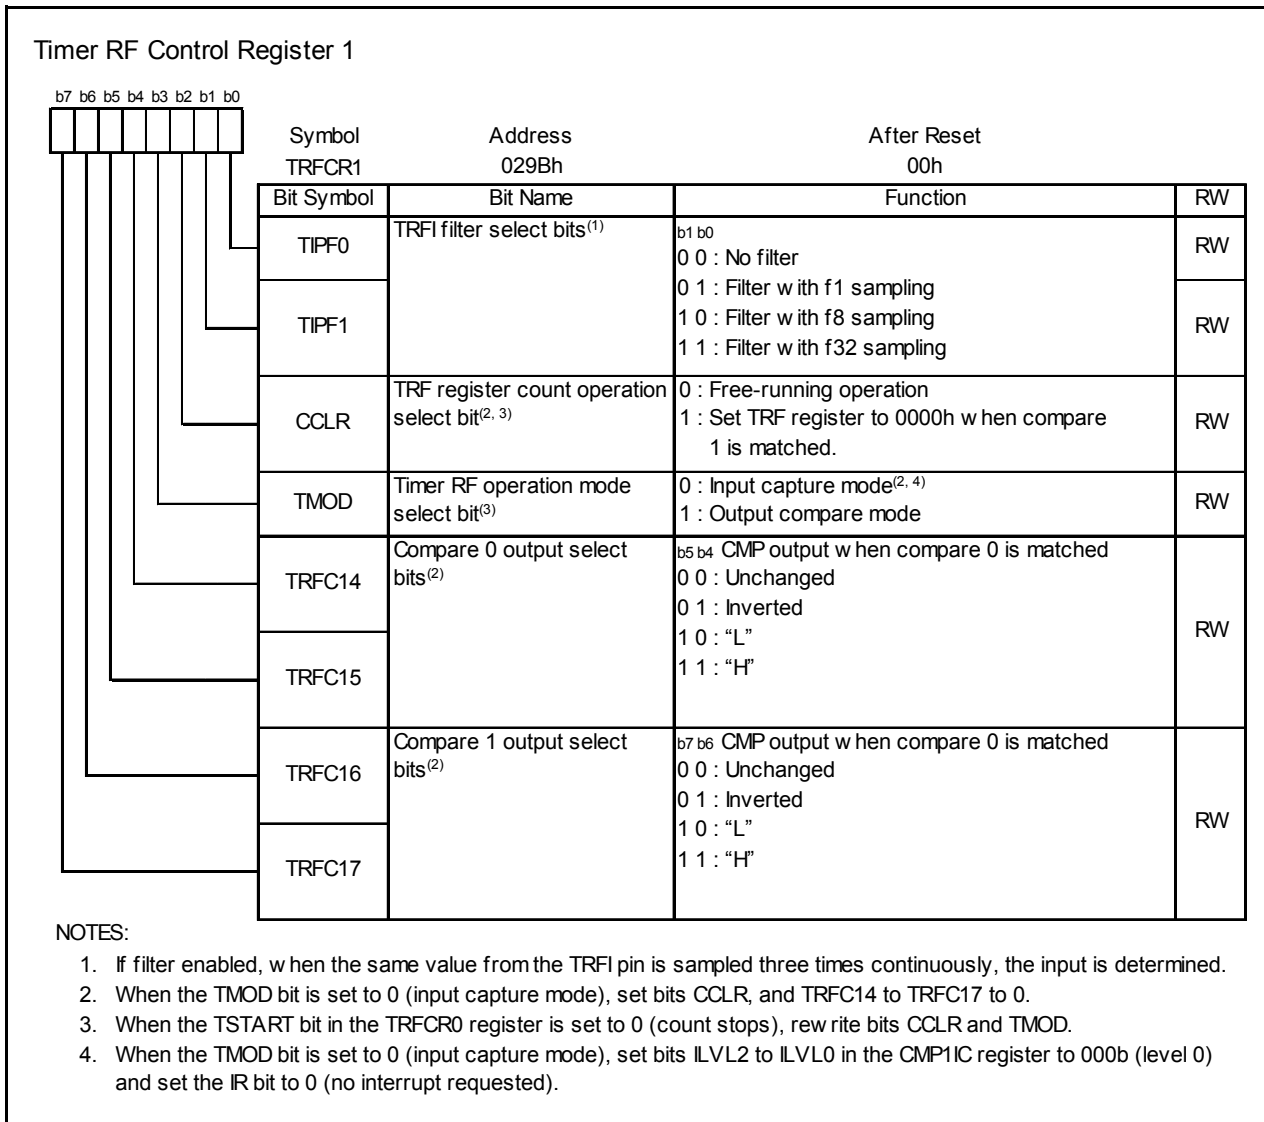 Timer RF Control Register 1
b7 b6 b5 b4 b3 b2 b1 b0
Symbol Address After Reset
TRFCR1 029Bh 00h
Bit Symbol Bit Name Function RW
TIPF0 TRFI filter select bits(1) b1 b0 RW
0 0 : No filter
0 1 : Filter with f1 sampling
TIPF1 1 0 : Filter with f8 sampling RW
1 1 : Filter with f32 sampling
CCLR TRF register count operation 0 : Free-running operation RW
select bit(2, 3) 1 : Set TRF register to 0000h when compare
1 is matched.
TMOD Timer RF operation mode 0 : Input capture mode(2, 4) RW
select bit(3) 1 : Output compare mode
TRFC14 Compare 0 output select b5 b4 CMP output when compare 0 is matched RW
bits(2) 0 0 : Unchanged
0 1 : Inverted
1 0 : “L”
TRFC15 1 1 : “H”
TRFC16 Compare 1 output select b7 b6 CMP output when compare 0 is matched RW
bits(2) 0 0 : Unchanged
0 1 : Inverted
1 0 : “L”
TRFC17 1 1 : “H”
NOTES:
1. If filter enabled, when the same value from the TRFI pin is sampled three times continuously, the input is determined.
2. When the TMOD bit is set to 0 (input capture mode), set bits CCLR, and TRFC14 to TRFC17 to 0.
3. When the TSTART bit in the TRFCR0 register is set to 0 (count stops), rewrite bits CCLR and TMOD.
4. When the TMOD bit is set to 0 (input capture mode), set bits ILVL2 to ILVL0 in the CMP1IC register to 000b (level 0)
and set the IR bit to 0 (no interrupt requested).